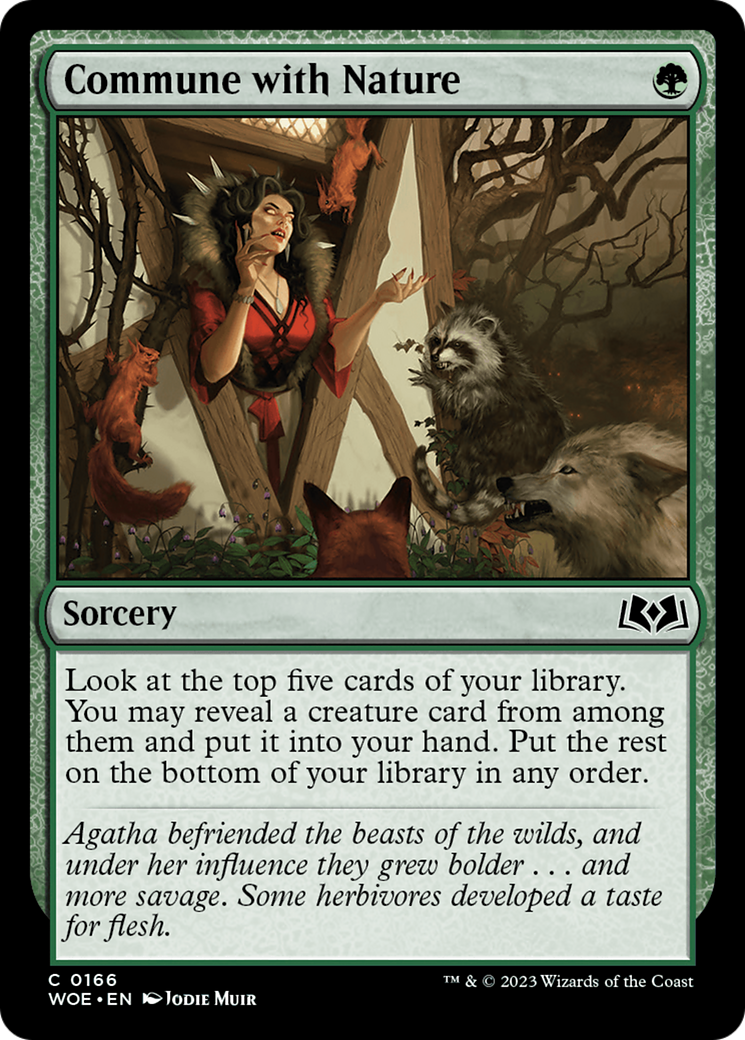 Commune with Nature
Sorcery
Look at the top five cards of your library.
You may reveal a creature card from among
them and put it into your hand. Put the rest
on the bottom of your library in any order.
Agatha befriended the beasts of the wilds, and
under her influence they grew bolder . . . and
more savage. Some herbivores developed a taste
for flesh.
C 0166
WOE • EN Jodie Muir
™ & © 2023 Wizards of the Coast